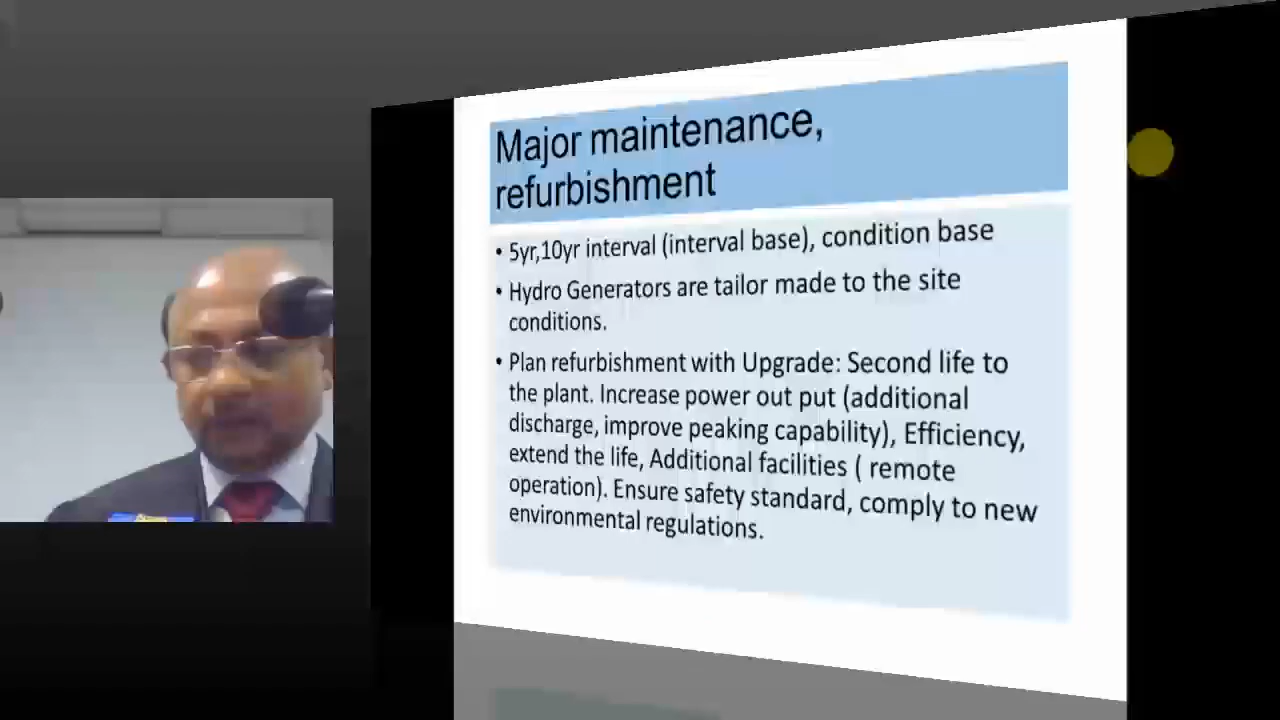 Major maintenance,
refurbishment
• 5yr,10yr interval (interval base), condition base
• Hydro Generators are tailor made to the site
conditions.
• Plan refurbishment with Upgrade: Second life to
the plant. Increase power out put (additional
discharge, improve peaking capability), Efficiency,
extend the life, Additional facilities ( remote
operation). Ensure safety standard, comply to new
environmental regulations.